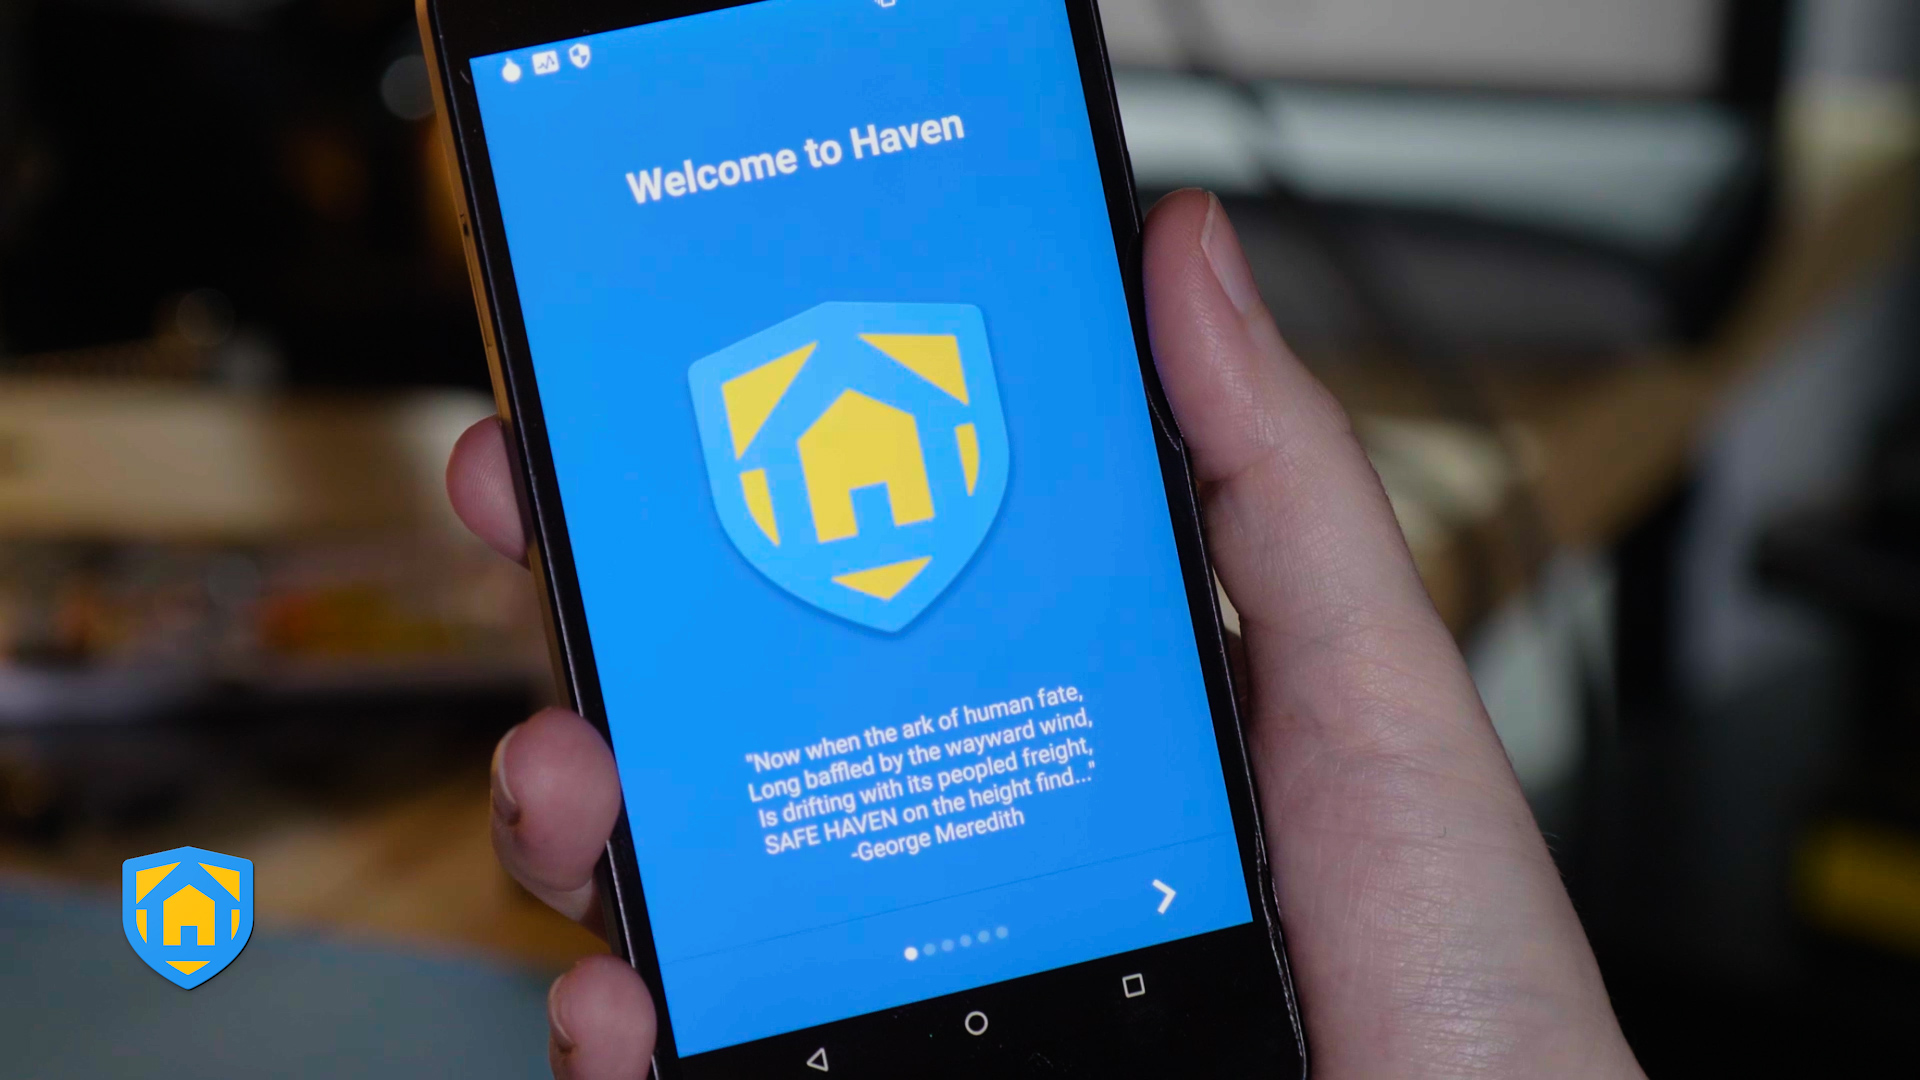 Welcome to Haven
"Now when the ark of human fate,
Long baffled by the wayward wind,
Is drifting with its peopled freight,
SAFE HAVEN on the height find..."
-George Meredith